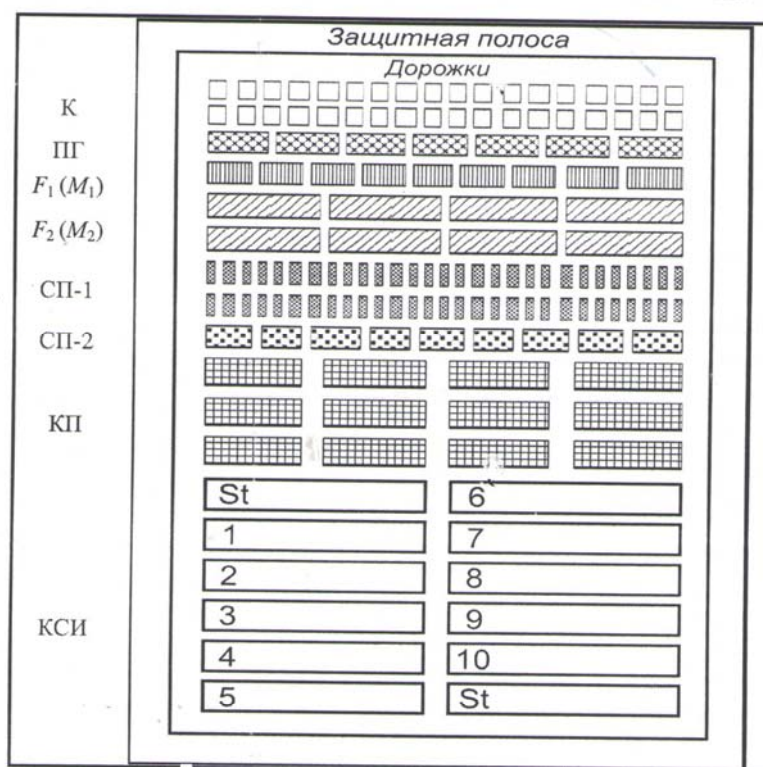 Защитная полоса
Дорожки
К
ПГ
F₁ (M₁)
F₂ (M₂)
СП-1
СП-2
КП
КСИ
St
1
2
3
4
5
6
7
8
9
10
St